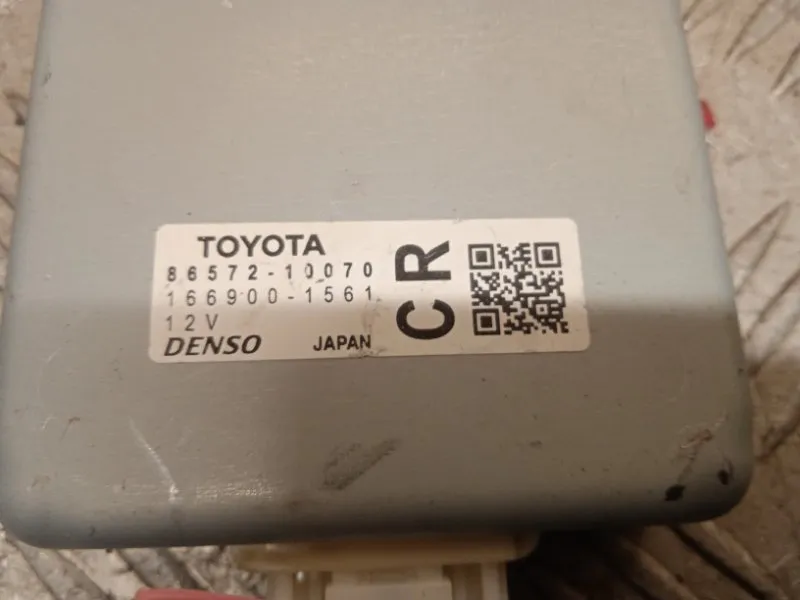 TOYOTA
86572-10070
166900-1561
12V
DENSO JAPAN
CR